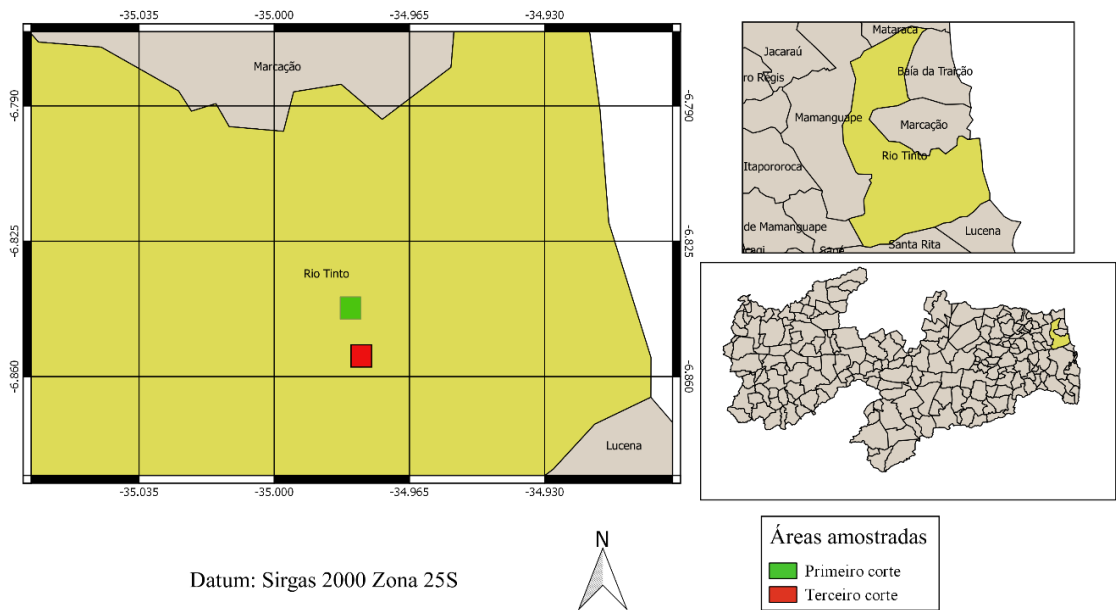 -35.035 -35.000 -34.965 -34.930
Marcação
-6.790 -6.790
-6.825 -6.825
Rio Tinto
-6.860 -6.860
Lucena
-35.035 -35.000 -34.965 -34.930
Mataraca
Jacaraú
ro Régis
Baía da Traição
Mamanguape
Marcação
Rio Tinto
Itapororoca
de Mamanguape
Lucena
Santa Rita
Sapé
N
Datum: Sirgas 2000 Zona 25S
Áreas amostradas
Primeiro corte
Terceiro corte